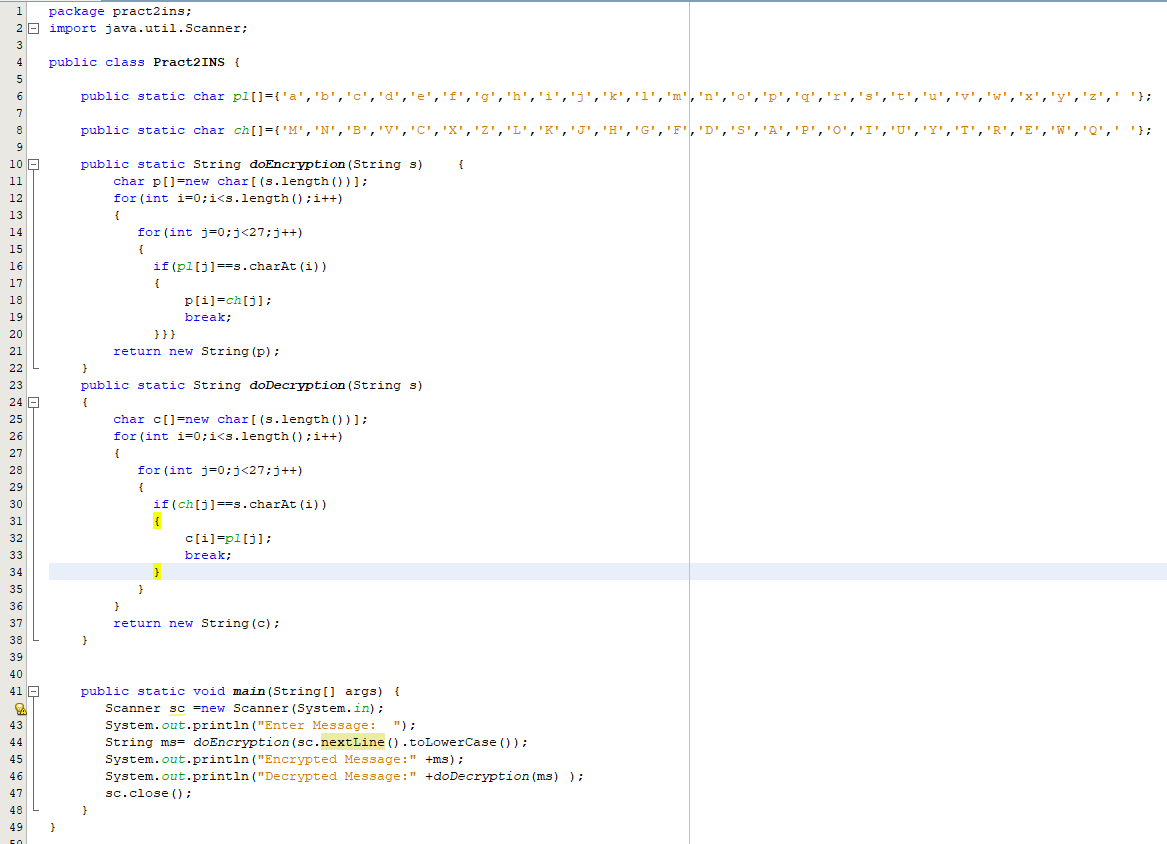 1 package pract2ins;
2 import java.util.Scanner;
3
4 public class Pract2INS {
5
6     public static char pl[]={'a','b','c','d','e','f','g','h','i','j','k','l','m','n','o','p','q','r','s','t','u','v','w','x','y','z',' '};
7
8     public static char ch[]={'M','N','B','V','C','X','Z','L','K','J','H','G','F','D','S','A','P','O','I','U','Y','T','R','E','W','Q',' '};
9
10     public static String doEncryption(String s)    {
11         char p[]=new char[(s.length())];
12         for(int i=0;i<s.length();i++)
13         {
14            for(int j=0;j<27;j++)
15            {
16              if(pl[j]==s.charAt(i))
17              {
18                  p[i]=ch[j];
19                  break;
20              }}}
21         return new String(p);
22     }
23     public static String doDecryption(String s)
24     {
25         char c[]=new char[(s.length())];
26         for(int i=0;i<s.length();i++)
27         {
28            for(int j=0;j<27;j++)
29            {
30              if(ch[j]==s.charAt(i))
31              {
32                  c[i]=pl[j];
33                  break;
34              }
35            }
36         }
37         return new String(c);
38     }
39
40
41     public static void main(String[] args) {
        Scanner sc =new Scanner(System.in);
43        System.out.println("Enter Message:  ");
44        String ms= doEncryption(sc.nextLine().toLowerCase());
45        System.out.println("Encrypted Message:" +ms);
46        System.out.println("Decrypted Message:" +doDecryption(ms) );
47        sc.close();
48     }
49 }
50